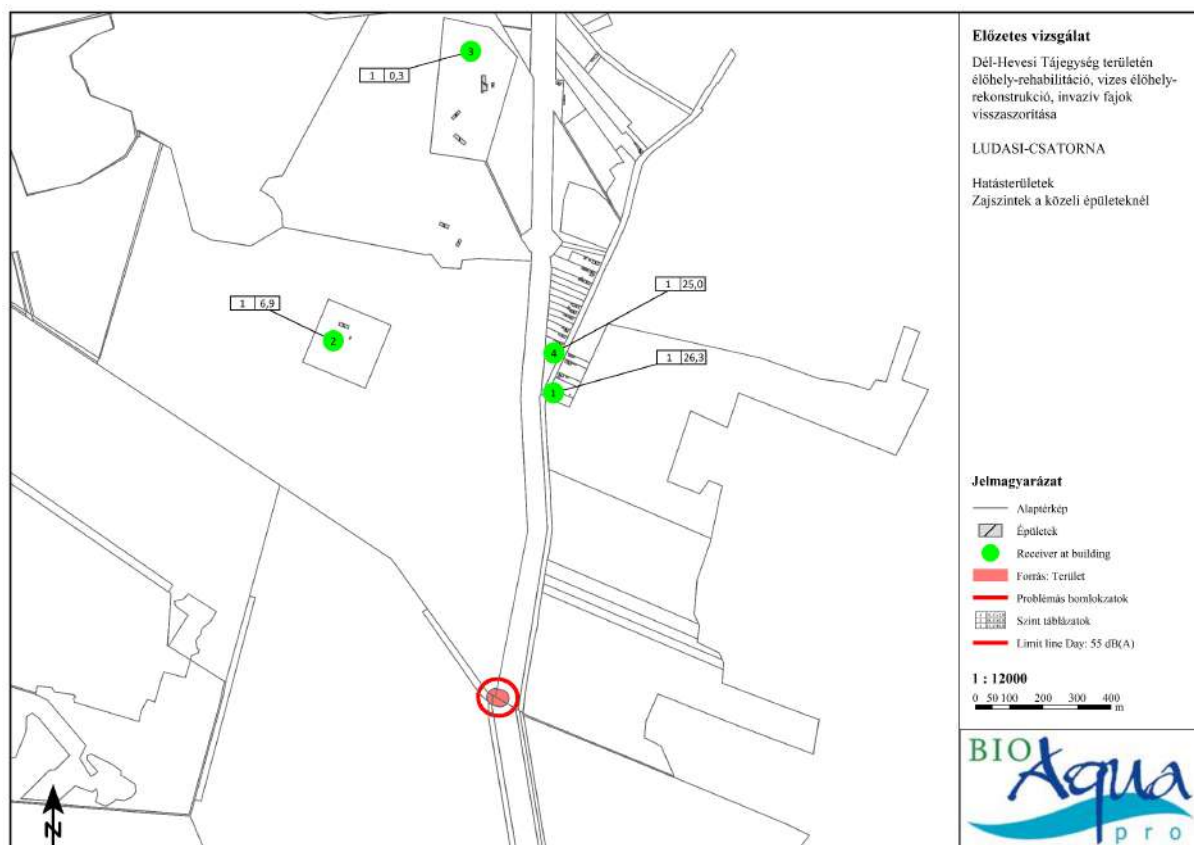 3
1 0,3
1 6,9
2
1 25,0
4
1 26,3
1
N
Előzetes vizsgálat
Dél-Hevesi Tájegység területén
élőhely-rehabilitáció, vizes élőhely-
rekonstrukció, invazív fajok
visszaszorítása
LUDASI-CSATORNA
Hatásterületek
Zajszintek a közeli épületeknél
Jelmagyarázat
Alaptérkép
Épületek
Receiver at building
Forrás: Terület
Problémás homlokzatok
Szint táblázatok
Limit line Day: 55 dB(A)
1 : 12000
0 50 100 200 300 400
m
BIO
Aqua
pro